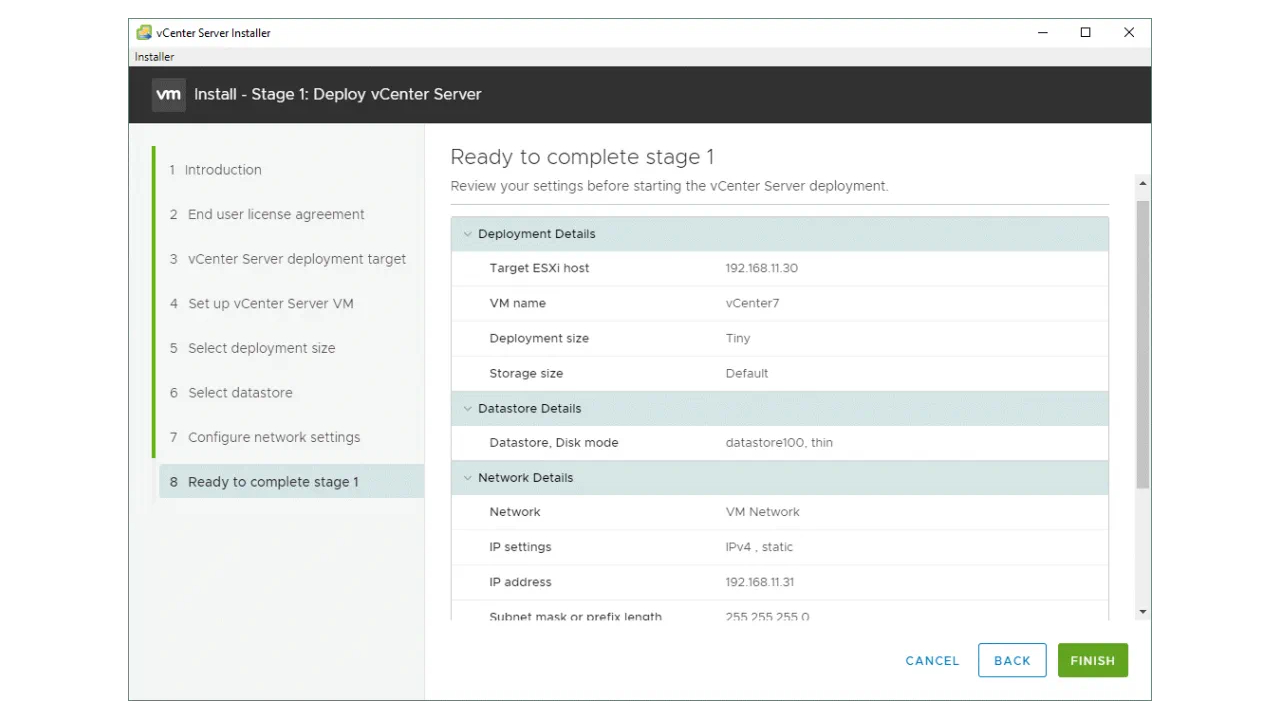 vCenter Server Installer
Installer
vm Install - Stage 1: Deploy vCenter Server
1 Introduction
2 End user license agreement
3 vCenter Server deployment target
4 Set up vCenter Server VM
5 Select deployment size
6 Select datastore
7 Configure network settings
8 Ready to complete stage 1
Ready to complete stage 1
Review your settings before starting the vCenter Server deployment.
Deployment Details
Target ESXi host 192.168.11.30
VM name vCenter7
Deployment size Tiny
Storage size Default
Datastore Details
Datastore, Disk mode datastore100, thin
Network Details
Network VM Network
IP settings IPv4 , static
IP address 192.168.11.31
Subnet mask or prefix length 255.255.255.0
CANCEL BACK FINISH